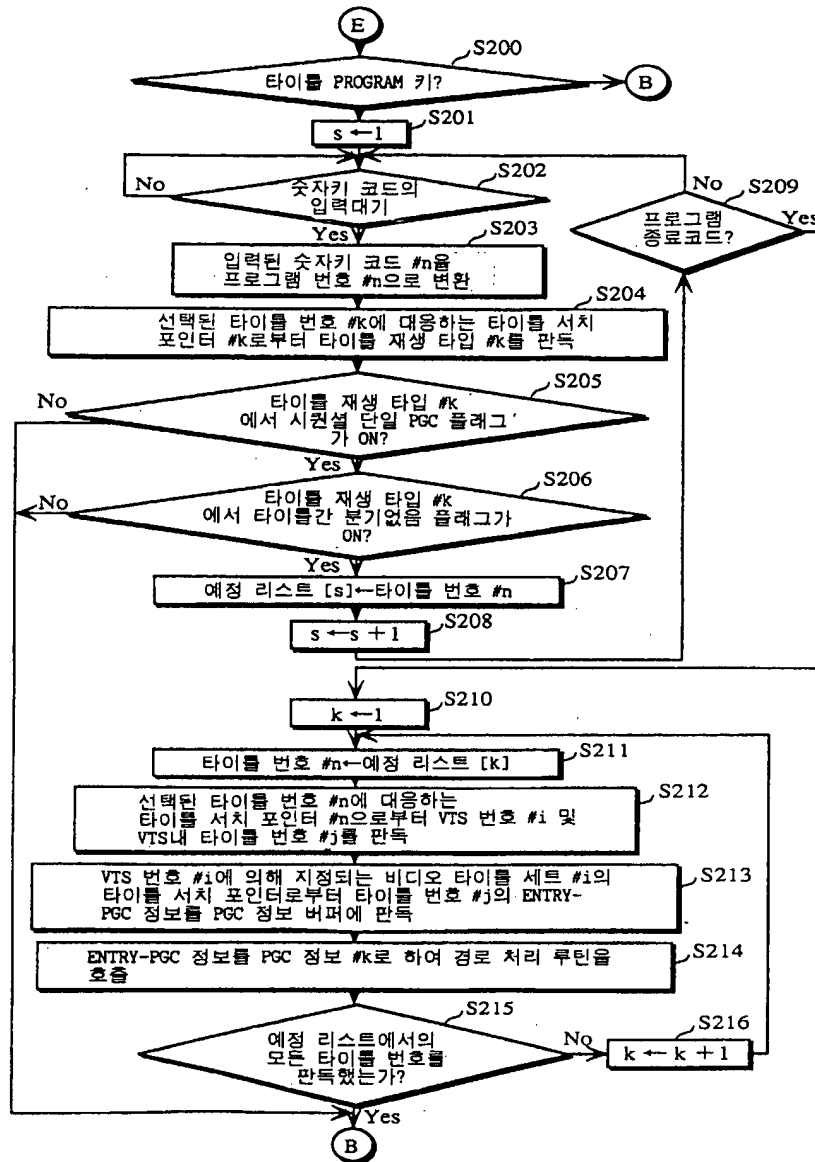 E
S200
타이틀 PROGRAM 키?
B
S201
s ←1
S202
No
숫자키 코드의
입력대기
No
S209
프로그램
종료코드?
Yes
Yes
S203
입력된 숫자키 코드 #n을
프로그램 번호 #n으로 변환
S204
선택된 타이틀 번호 #k에 대응하는 타이틀 서치
포인터 #k로부터 타이틀 재생 타입 #k를 판독
S205
No
타이틀 재생 타입 #k
에서 시퀀셜 단일 PGC 플래그
가 ON?
Yes
S206
No
타이틀 재생 타입 #k
에서 타이틀간 분기없음 플래그가
ON?
Yes
S207
예정 리스트 [s]←타이틀 번호 #n
S208
s ←s + 1
S210
k ←1
S211
타이틀 번호 #n←예정 리스트 [k]
S212
선택된 타이틀 번호 #n에 대응하는
타이틀 서치 포인터 #n으로부터 VTS 번호 #i 및
VTS내 타이틀 번호 #j를 판독
S213
VTS 번호 #i에 의해 지정되는 비디오 타이틀 세트 #i의
타이틀 서치 포인터로부터 타이틀 번호 #j의 ENTRY-
PGC 정보를 PGC 정보 버퍼에 판독
S214
ENTRY-PGC 정보를 PGC 정보 #k로 하여 경로 처리 루틴을
호출
S215
예정 리스트에서의
모든 타이틀 번호를
판독했는가?
No
S216
k ← k + 1
Yes
B